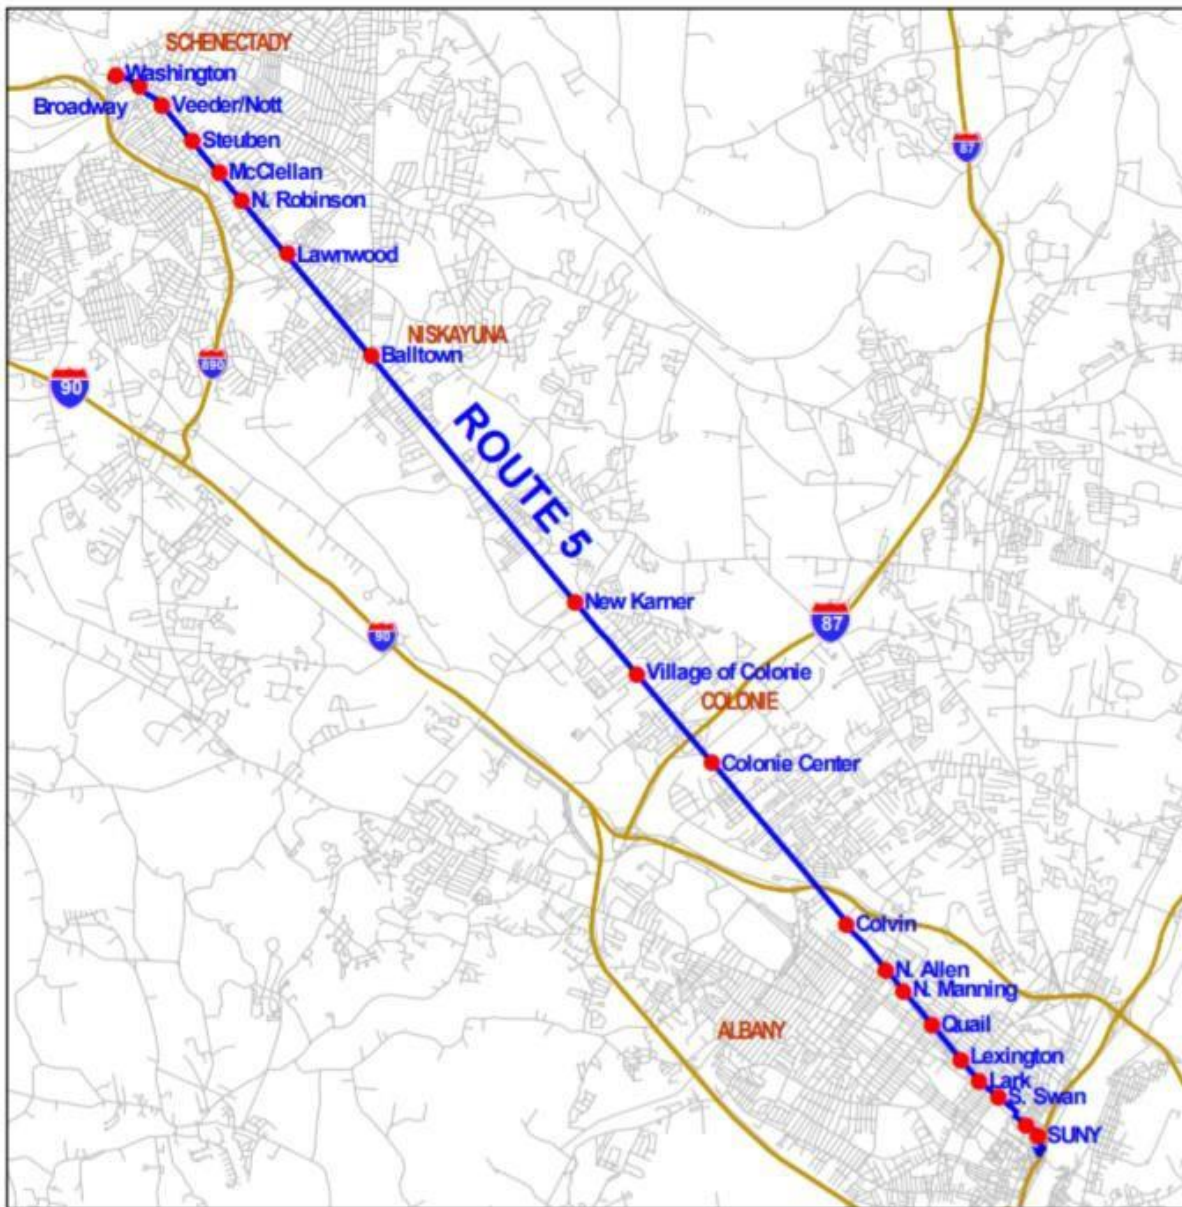 SCHENECTADY
Washington
Broadway
Veeder/Nott
Steuben
87
McClellan
N. Robinson
Lawnwood
NISKAYUNA
Balltown
890
90
ROUTE 5
New Karner
87
90
Village of Colonie
COLONIE
Colonie Center
Colvin
N. Allen
N. Manning
Quail
ALBANY
Lexington
Lark
S. Swan
SUNY